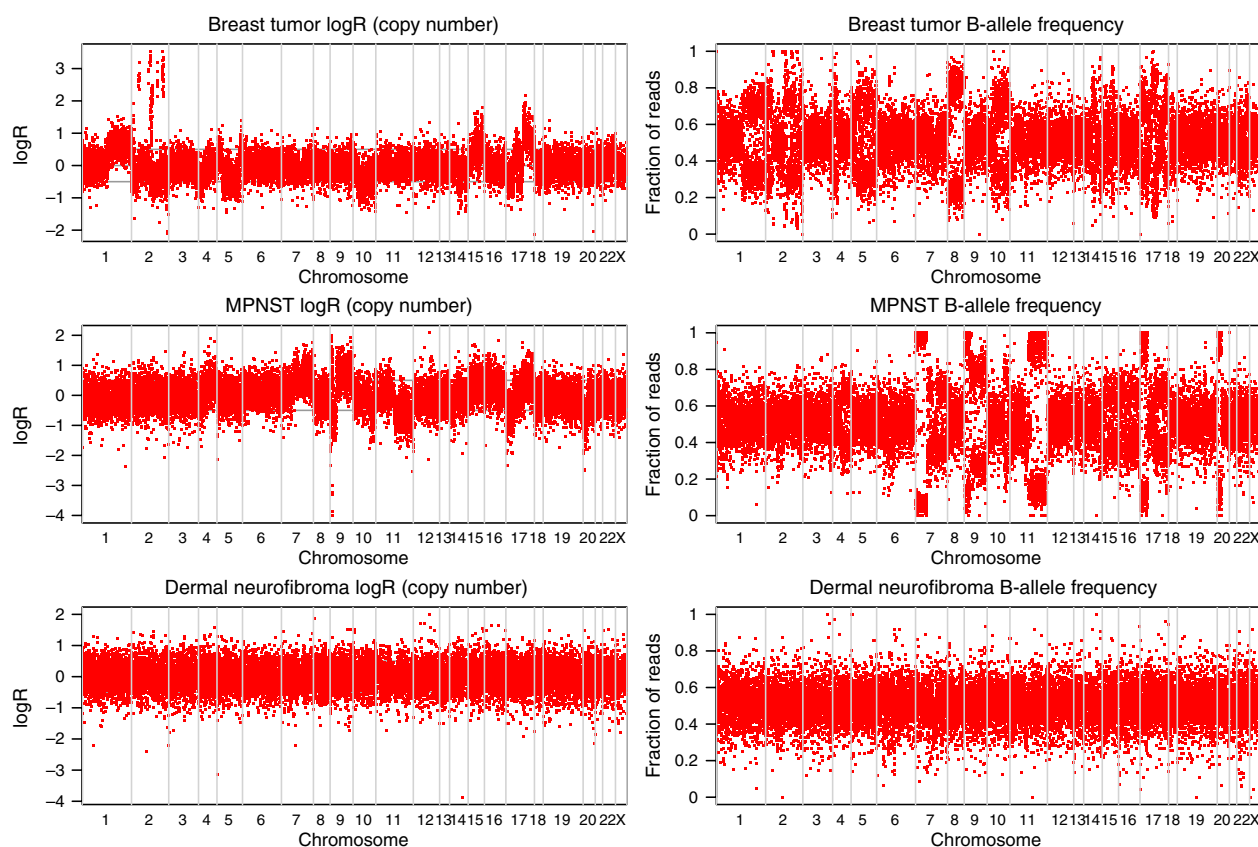 Breast tumor logR (copy number)
logR
3
2
1
0
−1
−2
1 2 3 4 5 6 7 8 9 10 11 12 13 14 15 16 17 18 19 20 22 X
Chromosome
Breast tumor B-allele frequency
Fraction of reads
1
0.8
0.6
0.4
0.2
0
1 2 3 4 5 6 7 8 9 10 11 12 13 14 15 16 17 18 19 20 22 X
Chromosome
MPNST logR (copy number)
logR
2
1
0
−1
−2
−3
−4
1 2 3 4 5 6 7 8 9 10 11 12 13 14 15 16 17 18 19 20 22 X
Chromosome
MPNST B-allele frequency
Fraction of reads
1
0.8
0.6
0.4
0.2
0
1 2 3 4 5 6 7 8 9 10 11 12 13 14 15 16 17 18 19 20 22 X
Chromosome
Dermal neurofibroma logR (copy number)
logR
2
1
0
−1
−2
−3
−4
1 2 3 4 5 6 7 8 9 10 11 12 13 14 15 16 17 18 19 20 22 X
Chromosome
Dermal neurofibroma B-allele frequency
Fraction of reads
1
0.8
0.6
0.4
0.2
0
1 2 3 4 5 6 7 8 9 10 11 12 13 14 15 16 17 18 19 20 22 X
Chromosome